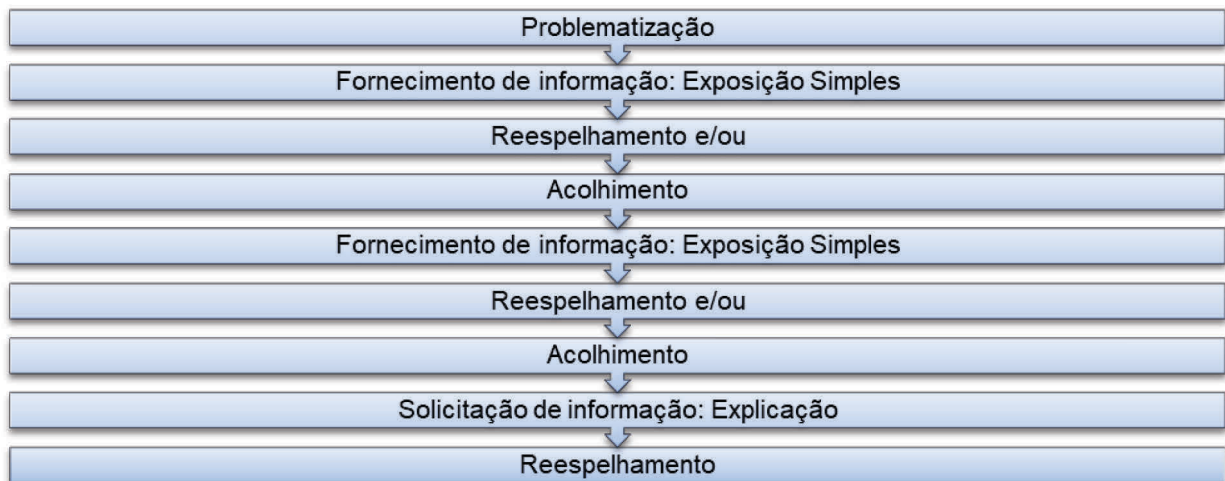 Problematização
Fornecimento de informação: Exposição Simples
Reespelhamento e/ou
Acolhimento
Fornecimento de informação: Exposição Simples
Reespelhamento e/ou
Acolhimento
Solicitação de informação: Explicação
Reespelhamento